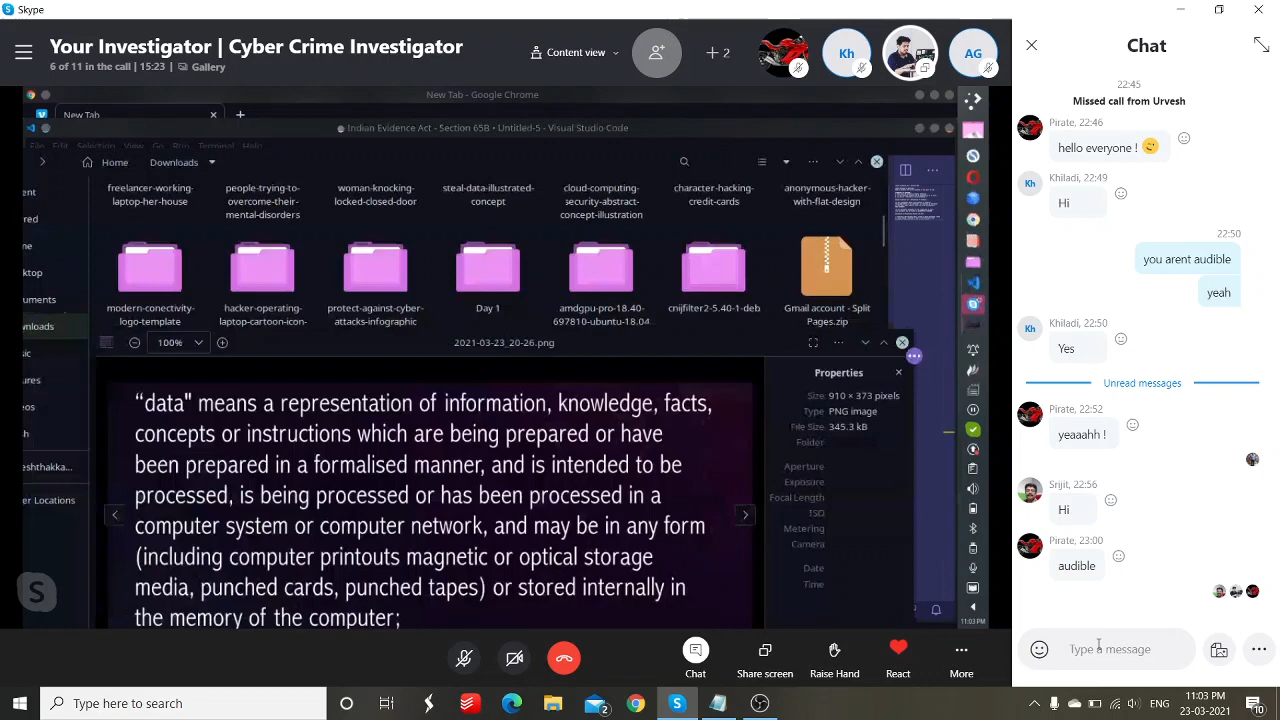 Skype
Your Investigator | Cyber Crime Investigator
6 of 11 in the call | 15:23 | Gallery
Content view
+ 2
Kh
AG
New Tab - Google Chrome
New Tab
Indian Evidence Act - Section 65B • Untitled-5 - Visual Studio Code
Home
Downloads
freelancer-working-
laptop-her-house
people-trying-to-
overcome-their-
mental-disorders
woman-knocking-
locked-around-door
steal-data-illustrated-
concept
cloud-computing-
security-abstract-
concept-illustration
character-hacking-
credit-cards
anonymous-hacker-
with-flat-design
modern-conectivity-
logo-template
hacker-operating-
laptop-cartoon-icon-
protect-against-cyber-
attacks-infographic
Day 1
amdgpu-pro-18.40-
697810-ubuntu-18.04
cnijfilter2-5.40-1-deb
Gmail account - Split
Pages.zip
100%
2021-03-23_20-26.png
Properties
Size 910 × 373 pixels
Type PNG image
File Size 345.3 kB
Folder
Aperture
Exposure
Focal Length
ISO
Metering
Camera
Date
Time
“data" means a representation of information, knowledge, facts,
concepts or instructions which are being prepared or have
been prepared in a formalised manner, and is intended to be
processed, is being processed or has been processed in a
computer system or computer network, and may be in any form
(including computer printouts magnetic or optical storage
media, punched cards, punched tapes) or stored internally in
the memory of the computer;
11:03 PM
Chat
Share screen
Raise Hand
React
More
Chat
22:45
Missed call from Urvesh
Pirate, 22:46
hello everyone !
Khiladi, 22:49
Kh
Hi
22:50
you arent audible
yeah
Khiladi, 22:50
Kh
Yes
Unread messages
Pirate, 22:52
yeaaahh !
Srijit, 22:56
Hi
Pirate, 23:00
audible
Type a message
Type here to search
11:03 PM
23-03-2021